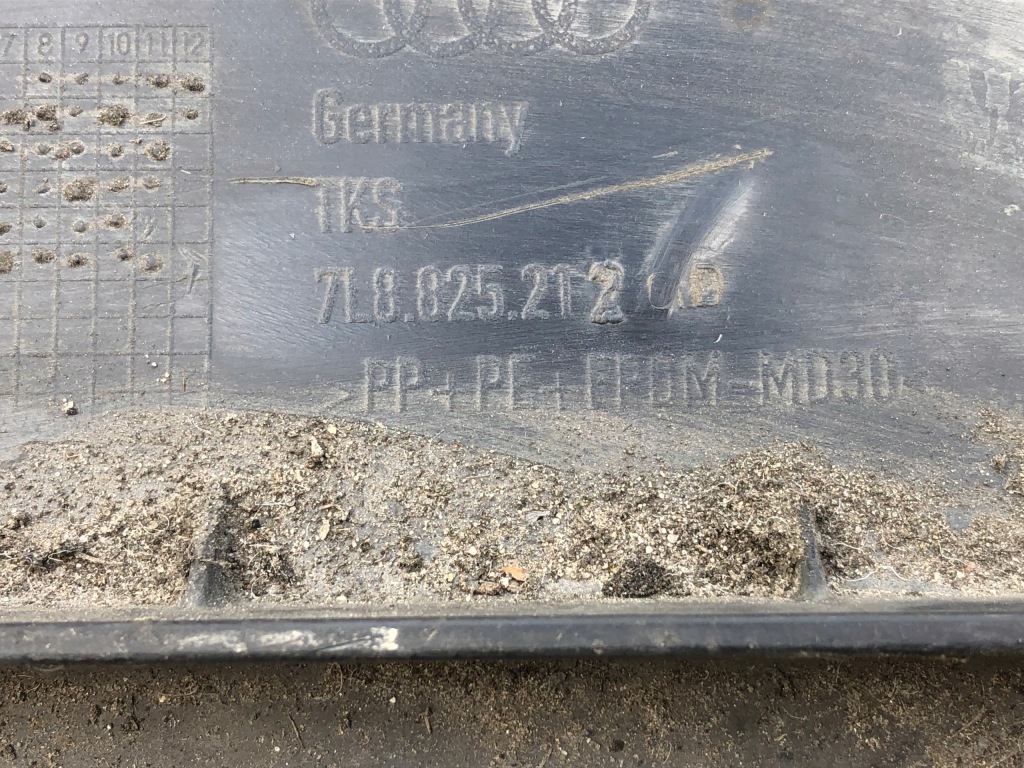 7 8 9 10 11 12
Germany
TKS
7L8.825.212
PP+PE+EPDM-MD30